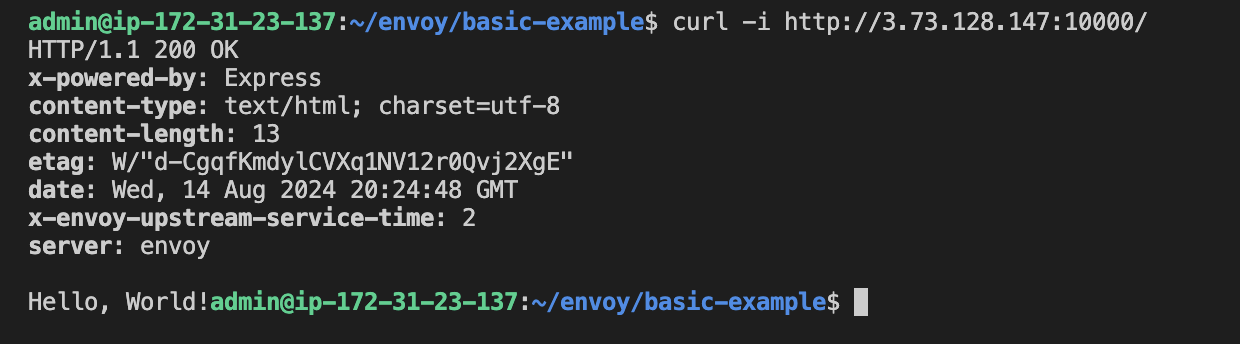 admin@ip-172-31-23-137:~/envoy/basic-example$ curl -i http://3.73.128.147:10000/
HTTP/1.1 200 OK
x-powered-by: Express
content-type: text/html; charset=utf-8
content-length: 13
etag: W/"d-CgqfKmdylCVXq1NV12r0Qvj2XgE"
date: Wed, 14 Aug 2024 20:24:48 GMT
x-envoy-upstream-service-time: 2
server: envoy
Hello, World!admin@ip-172-31-23-137:~/envoy/basic-example$